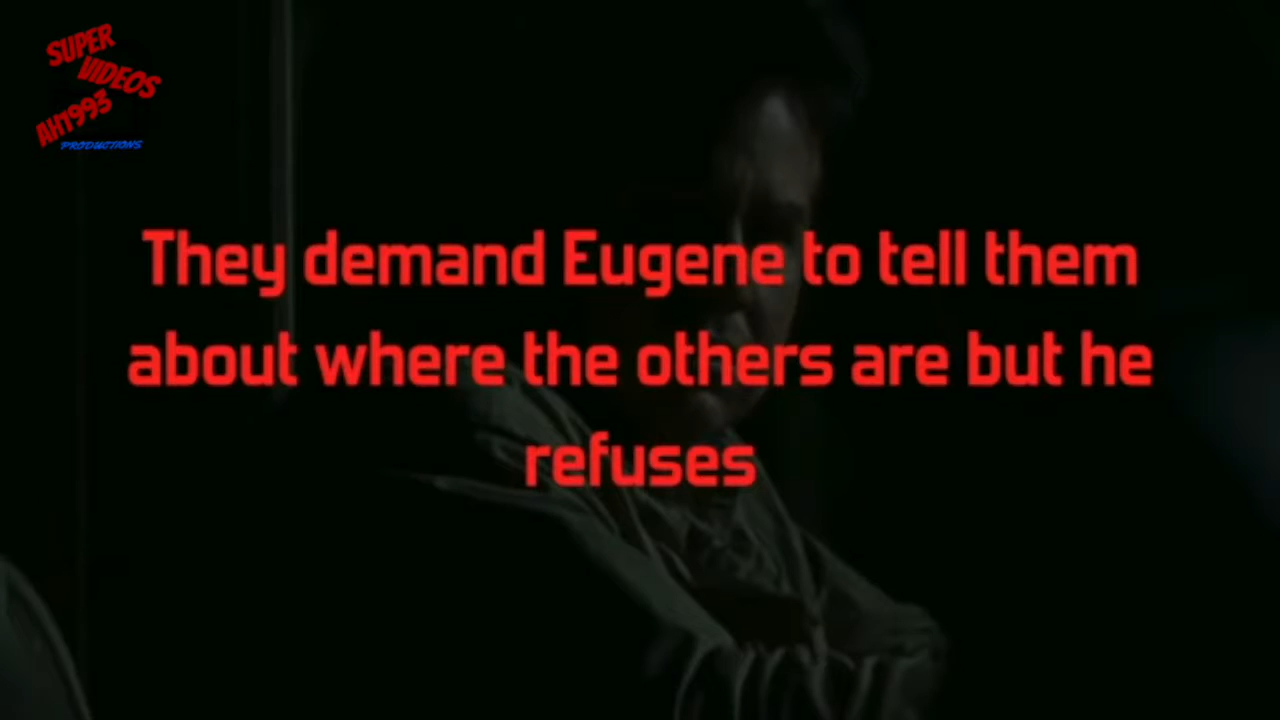 SUPER
VIDEOS
AH1993
PRODUCTIONS
They demand Eugene to tell them
about where the others are but he
refuses